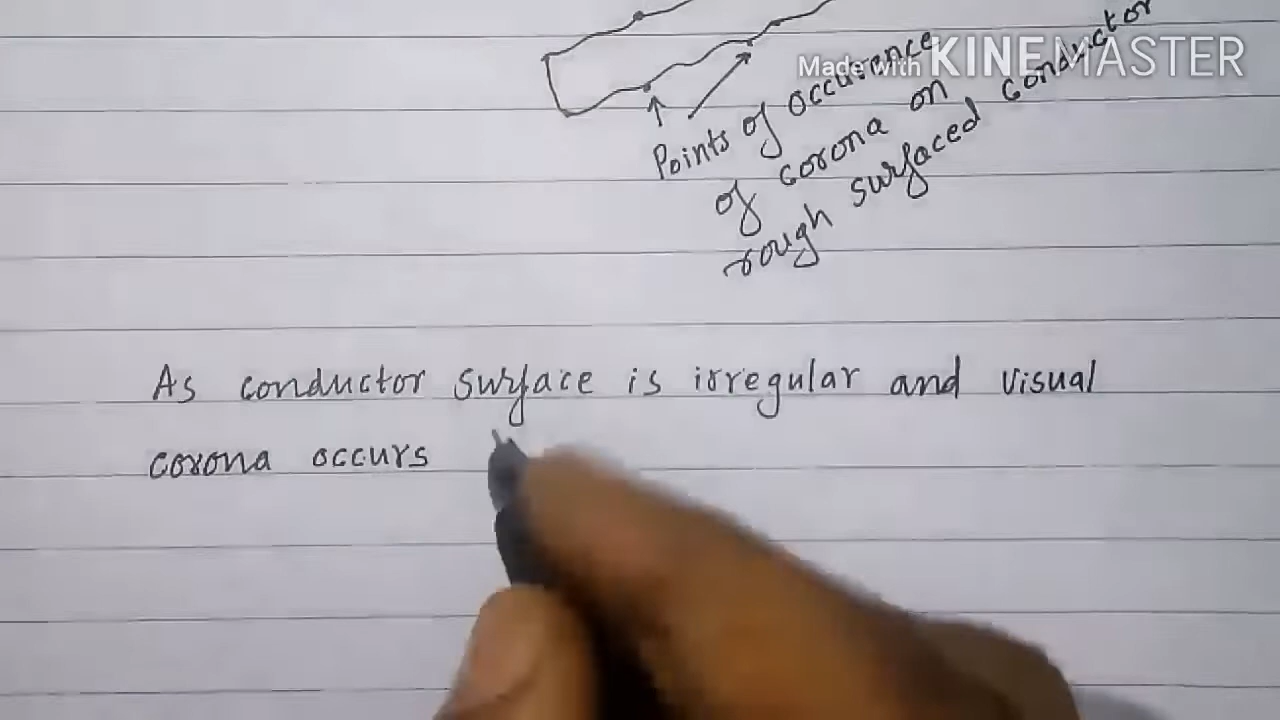 Made with KINEMASTER
Points of occurence
of corona on
rough surfaced conductor
As conductor surface is irregular and visual
corona occurs